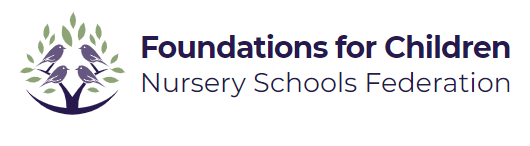 Foundations for Children
Nursery Schools Federation